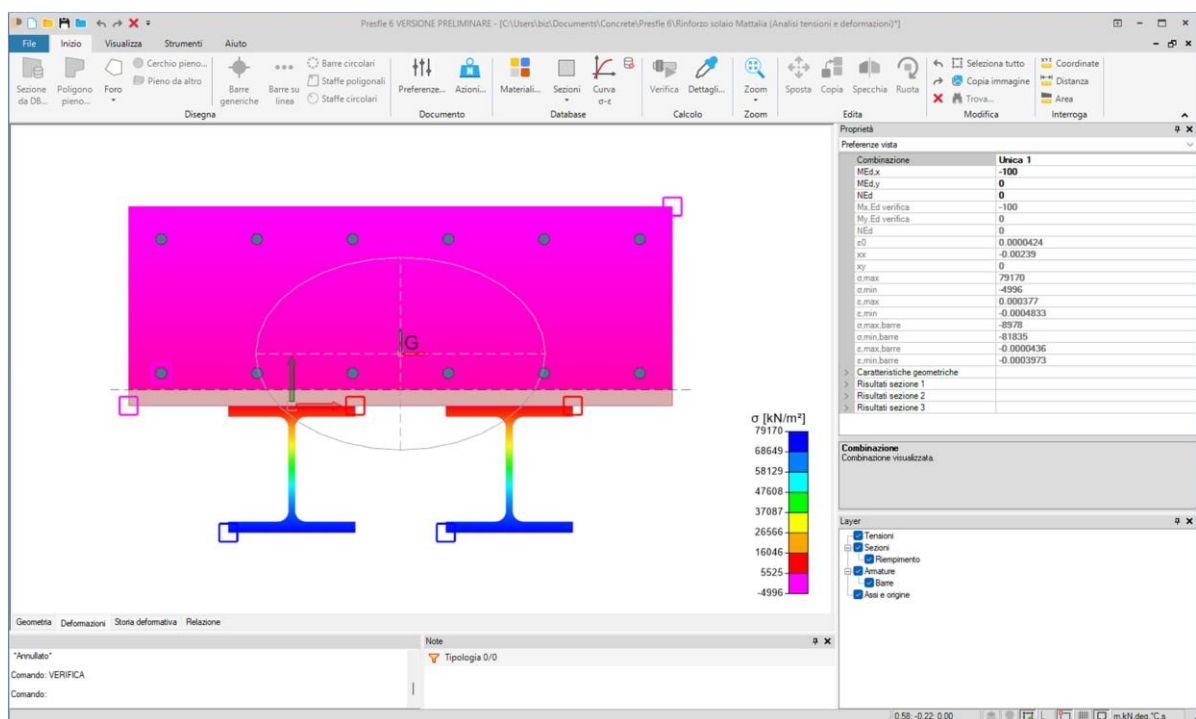 Presfle 6 VERSIONE PRELIMINARE - [C:\Users\biz\Documents\Concrete\Presfle 6\Rinforzo solaio Mattalia (Analisi tensioni e deformazioni)*]
File Inizio Visualizza Strumenti Aiuto
Sezione da DB...
Poligono pieno...
Foro
Cerchio pieno...
Pieno da altro
Barre generiche
Barre su linea
Barre circolari
Staffe poligonali
Staffe circolari
Disegna
Preferenze...
Azioni...
Documento
Materiali...
Sezioni
Curva σ-ε
Database
Verifica
Dettagli...
Calcolo
Zoom
Zoom
Sposta
Copia
Specchia
Ruota
Edita
Seleziona tutto
Copia immagine
Trova...
Modifica
Coordinate
Distanza
Area
Interroga
G
σ [kN/m²]
79170
68649
58129
47608
37087
26566
16046
5525
-4996
Proprietà
Preferenze vista
Combinazione Unica 1
MEd,x -100
MEd,y 0
NEd 0
Mx,Ed verifica -100
My,Ed verifica 0
NEd 0
ε0 0.0000424
χx -0.00239
χy 0
σ,max 79170
σ,min -4996
ε,max 0.000377
ε,min -0.0004833
σ,max,barre -8978
σ,min,barre -81835
ε,max,barre -0.0000436
ε,min,barre -0.0003973
Caratteristiche geometriche
Risultati sezione 1
Risultati sezione 2
Risultati sezione 3
Combinazione
Combinazione visualizzata.
Layer
Tensioni
Sezioni
Riempimento
Armature
Barre
Assi e origine
Geometria Deformazioni Storia deformativa Relazione
*Annullato*
Comando: VERIFICA
Comando:
Note
Tipologia 0/0
0.58; -0.22; 0.00
m,kN,deg,°C,s